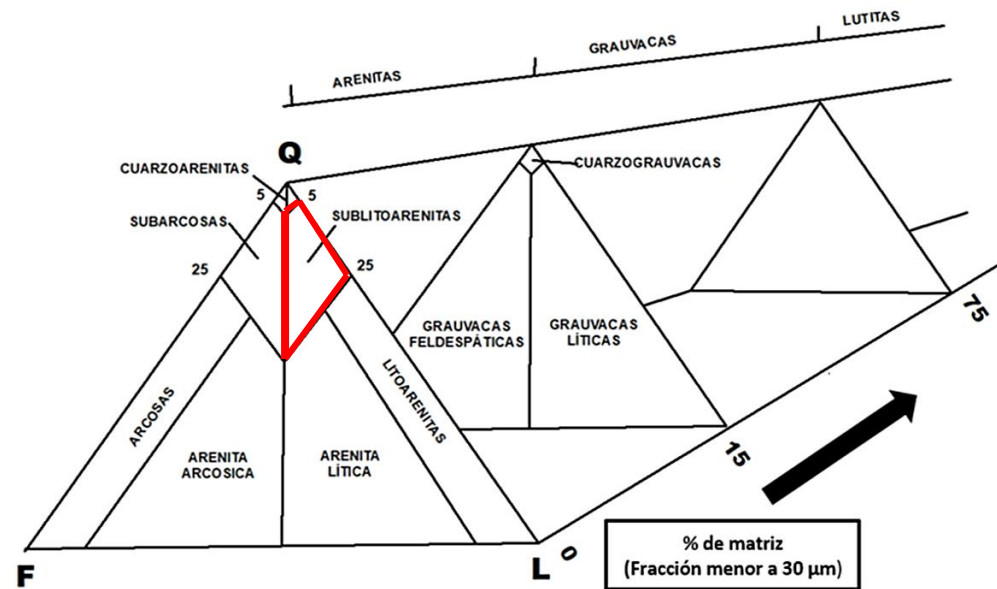 LUTITAS
GRAUVACAS
ARENITAS
Q
CUARZOARENITAS
CUARZOGRAUVACAS
5
5
SUBARCOSAS
SUBLITOARENITAS
25
25
GRAUVACAS
FELDESPÁTICAS
GRAUVACAS
LÍTICAS
75
ARCOSAS
LITOARENITAS
ARENITA
ARCOSICA
ARENITA
LÍTICA
15
0
F
L
% de matriz
(Fracción menor a 30 µm)